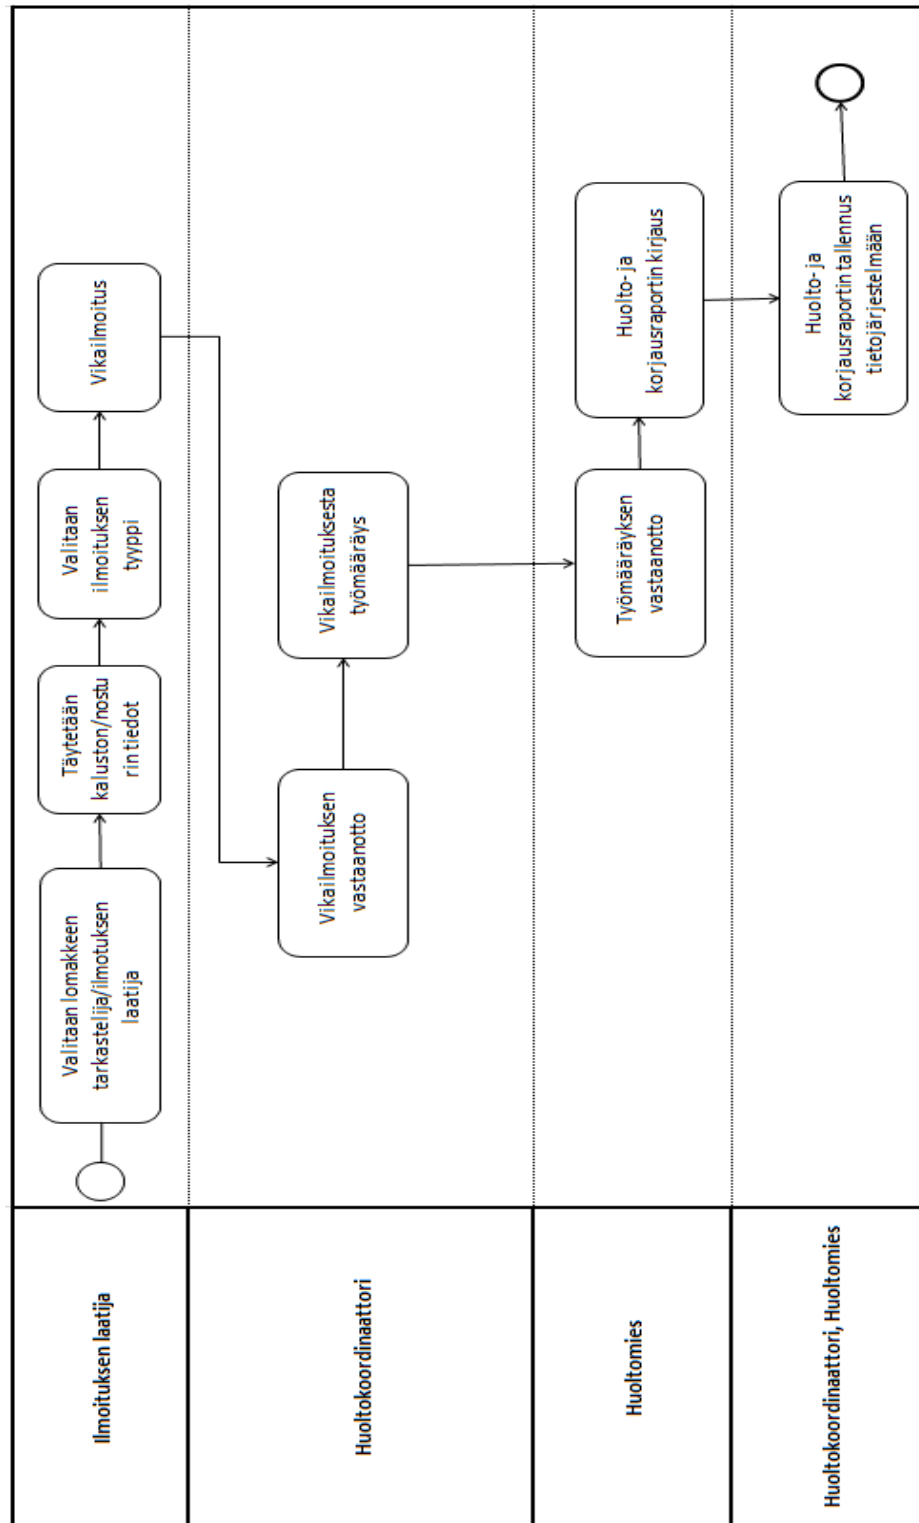 Ilmoituksen laatija
Valitaan lomakkeen
tarkastelija/ilmotuksen
laatija
Täytetään
kaluston/nostu
rin tiedot
Valitaan
ilmoituksen
tyyppi
Vikailmoitus
Huoltokoordinaattori
Vikailmoituksen
vastaanotto
Vikailmoituksesta
työmääräys
Huoltomies
Työmääräyksen
vastaanotto
Huolto- ja
korjausraportin kirjaus
Huoltokoordinaattori, Huoltomies
Huolto- ja
korjausraportin tallennus
tietojärjestelmään